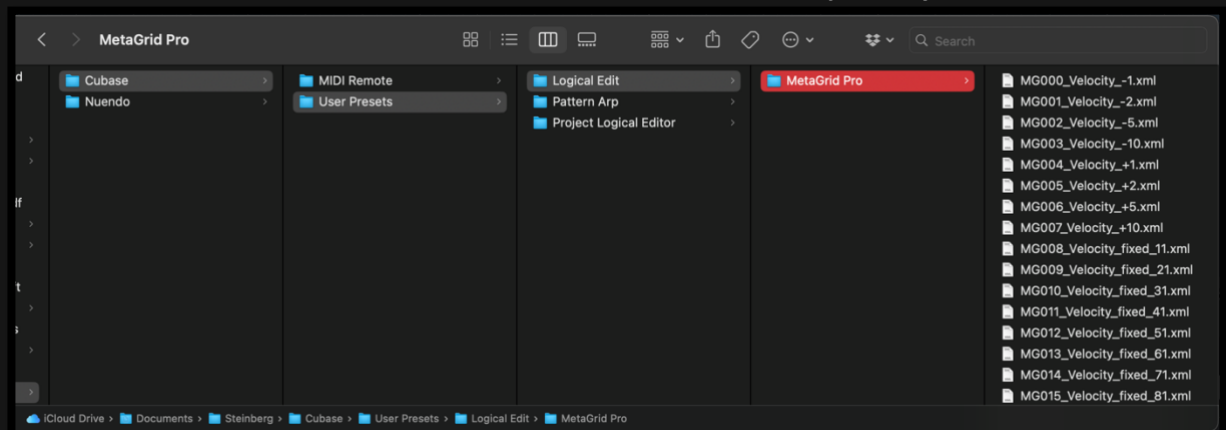 MetaGrid Pro
Search
d
lf
t
s
Cubase
Nuendo
MIDI Remote
User Presets
Logical Edit
Pattern Arp
Project Logical Editor
MetaGrid Pro
MG000_Velocity_-1.xml
MG001_Velocity_-2.xml
MG002_Velocity_-5.xml
MG003_Velocity_-10.xml
MG004_Velocity_+1.xml
MG005_Velocity_+2.xml
MG006_Velocity_+5.xml
MG007_Velocity_+10.xml
MG008_Velocity_fixed_11.xml
MG009_Velocity_fixed_21.xml
MG010_Velocity_fixed_31.xml
MG011_Velocity_fixed_41.xml
MG012_Velocity_fixed_51.xml
MG013_Velocity_fixed_61.xml
MG014_Velocity_fixed_71.xml
MG015_Velocity_fixed_81.xml
iCloud Drive › Documents › Steinberg › Cubase › User Presets › Logical Edit › MetaGrid Pro